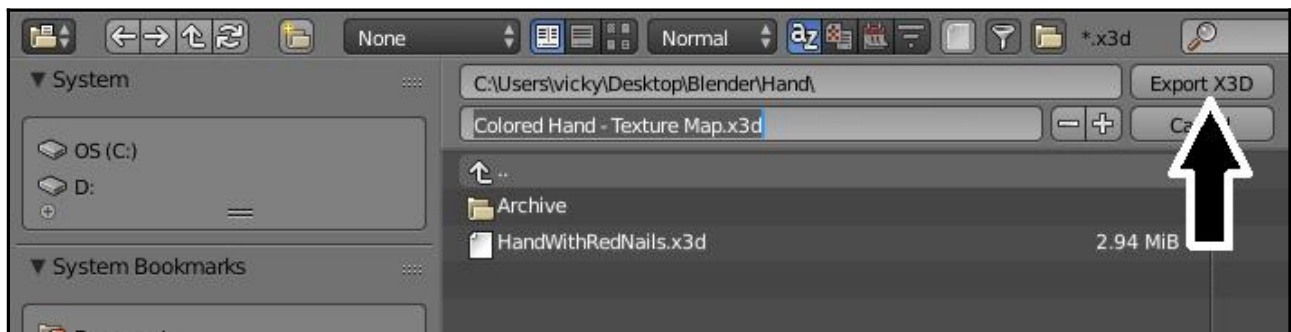 None Normal *.x3d
System C:\Users\vicky\Desktop\Blender\Hand\ Export X3D
Colored Hand - Texture Map.x3d
OS (C:)
D:
..
Archive
HandWithRedNails.x3d 2.94 MiB
System Bookmarks